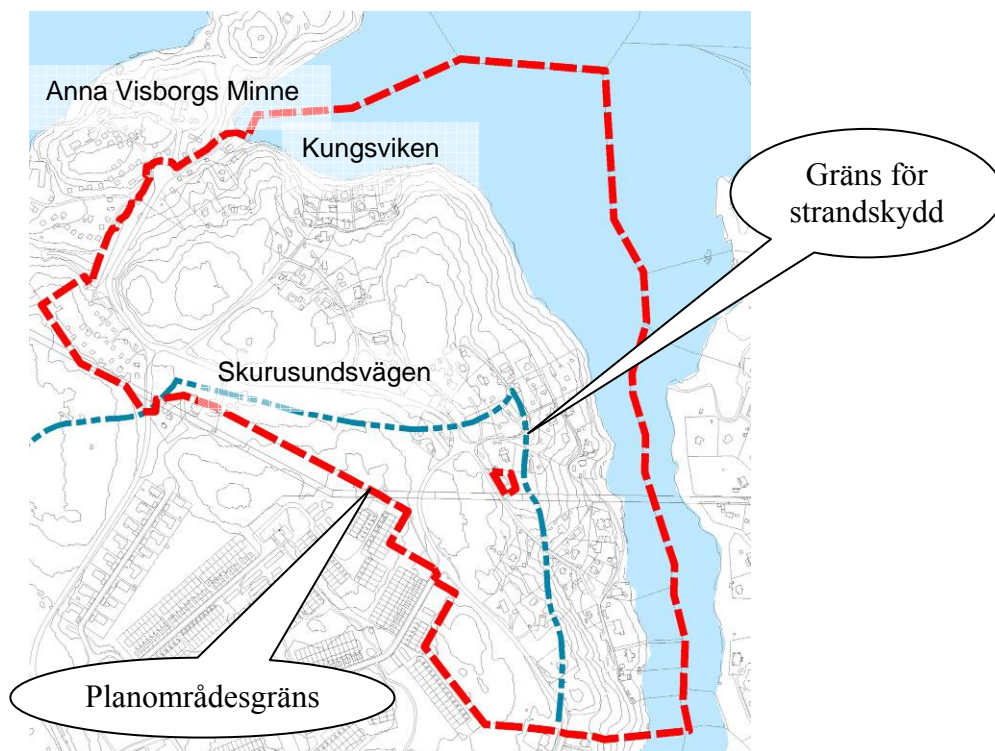 Anna Visborgs Minne
Kungsviken
Gräns för
strandskydd
Skurusundsvägen
Planområdesgräns